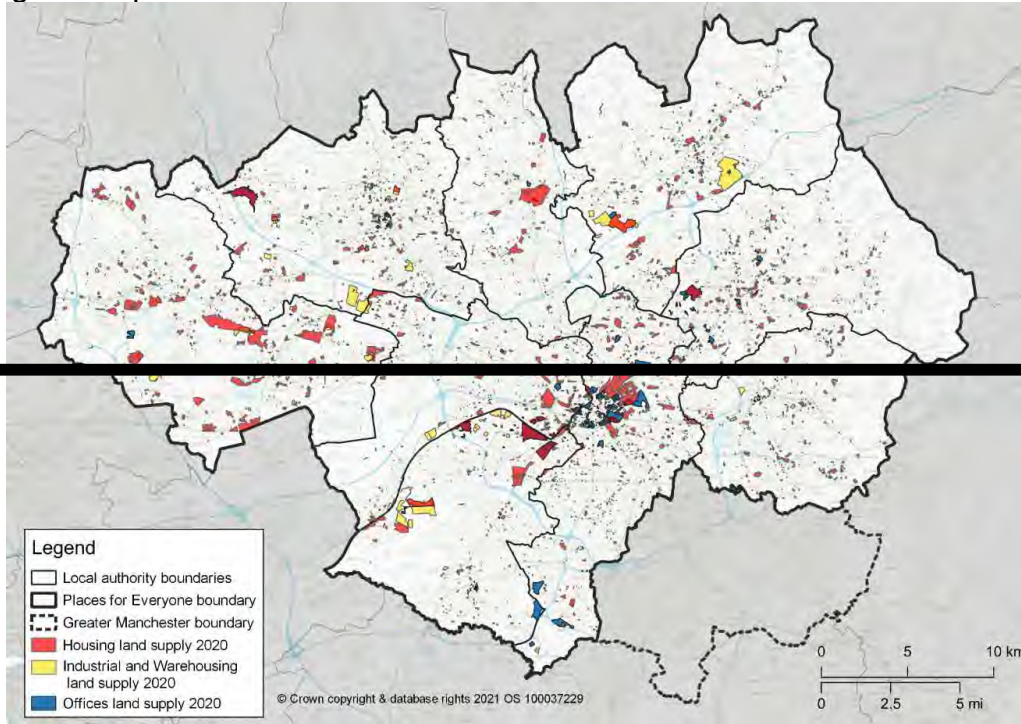 Legend
Local authority boundaries
Places for Everyone boundary
Greater Manchester boundary
Housing land supply 2020
Industrial and Warehousing
land supply 2020
Offices land supply 2020
© Crown copyright & database rights 2021 OS 100037229
0 5 10 km
0 2.5 5 mi